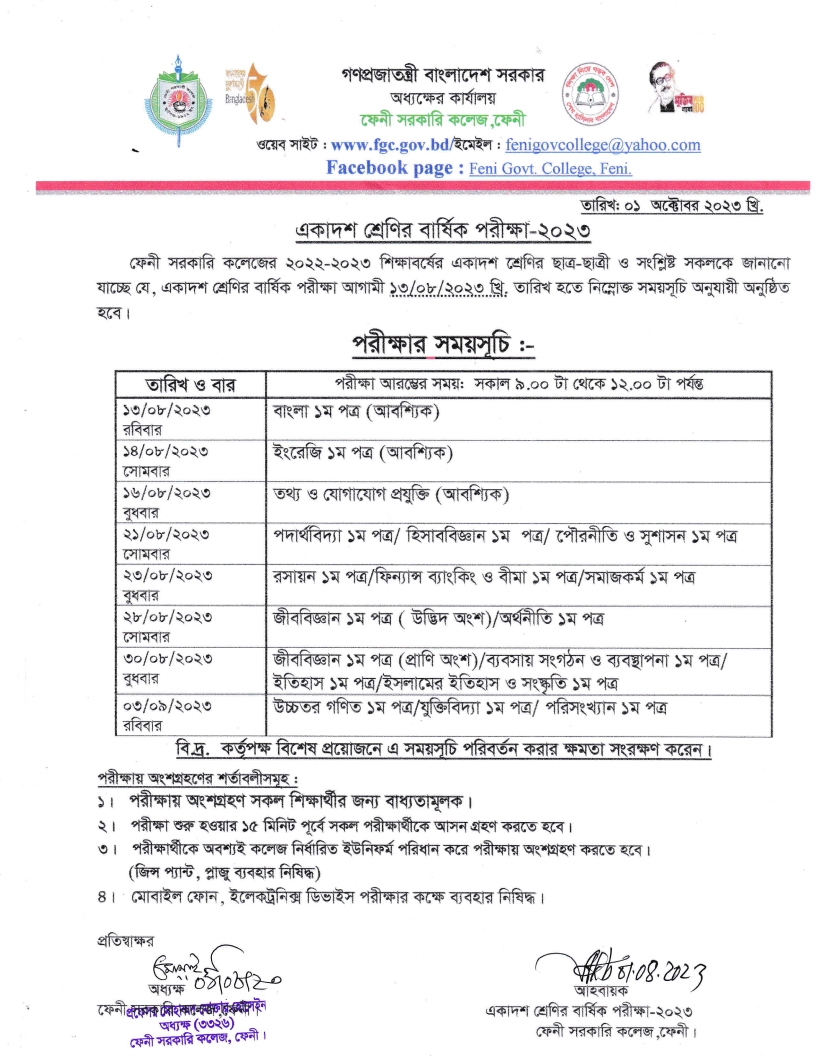 গণপ্রজাতন্ত্রী বাংলাদেশ সরকার
অধ্যক্ষের কার্যালয়
ফেনী সরকারি কলেজ,ফেনী
ওয়েব সাইট : www.fgc.gov.bd/ইমেইল : fenigovcollege@yahoo.com
Facebook page : Feni Govt. College, Feni.
তারিখ: ০১ অক্টোবর ২০২৩ খ্রি.
একাদশ শ্রেণির বার্ষিক পরীক্ষা-২০২৩
ফেনী সরকারি কলেজের ২০২২-২০২৩ শিক্ষাবর্ষের একাদশ শ্রেণির ছাত্র-ছাত্রী ও সংশ্লিষ্ট সকলকে জানানো
যাচ্ছে যে, একাদশ শ্রেণির বার্ষিক পরীক্ষা আগামী ১৩/০৮/২০২৩ খ্রি. তারিখ হতে নিম্নোক্ত সময়সূচি অনুযায়ী অনুষ্ঠিত
হবে।
পরীক্ষার সময়সূচি :-
তারিখ ও বার পরীক্ষা আরম্ভের সময়: সকাল ৯.০০ টা থেকে ১২.০০ টা পর্যন্ত
১৩/০৮/২০২৩ বাংলা ১ম পত্র (আবশ্যিক)
রবিবার
১৪/০৮/২০২৩ ইংরেজি ১ম পত্র (আবশ্যিক)
সোমবার
১৬/০৮/২০২৩ তথ্য ও যোগাযোগ প্রযুক্তি (আবশ্যিক)
বুধবার
২১/০৮/২০২৩ পদার্থবিদ্যা ১ম পত্র/ হিসাববিজ্ঞান ১ম পত্র/ পৌরনীতি ও সুশাসন ১ম পত্র
সোমবার
২৩/০৮/২০২৩ রসায়ন ১ম পত্র/ফিন্যান্স ব্যাংকিং ও বীমা ১ম পত্র/সমাজকর্ম ১ম পত্র
বুধবার
২৮/০৮/২০২৩ জীববিজ্ঞান ১ম পত্র ( উদ্ভিদ অংশ)/অর্থনীতি ১ম পত্র
সোমবার
৩০/০৮/২০২৩ জীববিজ্ঞান ১ম পত্র (প্রাণি অংশ)/ব্যবসায় সংগঠন ও ব্যবস্থাপনা ১ম পত্র/
বুধবার ইতিহাস ১ম পত্র/ইসলামের ইতিহাস ও সংস্কৃতি ১ম পত্র
০৩/০৯/২০২৩ উচ্চতর গণিত ১ম পত্র/যুক্তিবিদ্যা ১ম পত্র/ পরিসংখ্যান ১ম পত্র
রবিবার
বি.দ্র. কর্তৃপক্ষ বিশেষ প্রয়োজনে এ সময়সূচি পরিবর্তন করার ক্ষমতা সংরক্ষণ করেন।
পরীক্ষায় অংশগ্রহণের শর্তাবলীসমূহ :
১। পরীক্ষায় অংশগ্রহণ সকল শিক্ষার্থীর জন্য বাধ্যতামূলক।
২। পরীক্ষা শুরু হওয়ার ১৫ মিনিট পূর্বে সকল পরীক্ষার্থীকে আসন গ্রহণ করতে হবে।
৩। পরীক্ষার্থীকে অবশ্যই কলেজ নির্ধারিত ইউনিফর্ম পরিধান করে পরীক্ষায় অংশগ্রহণ করতে হবে।
(জিন্স প্যান্ট, প্লাজু ব্যবহার নিষিদ্ধ)
৪। মোবাইল ফোন, ইলেকট্রনিক্স ডিভাইস পরীক্ষার কক্ষে ব্যবহার নিষিদ্ধ।
প্রতিস্বাক্ষর
01.08.2023
অধ্যক্ষ
আহবায়ক
একাদশ শ্রেণির বার্ষিক পরীক্ষা-২০২৩
অধ্যক্ষ (৩৩২৬)
ফেনী সরকারি কলেজ,ফেনী।
ফেনী সরকারি কলেজ, ফেনী।